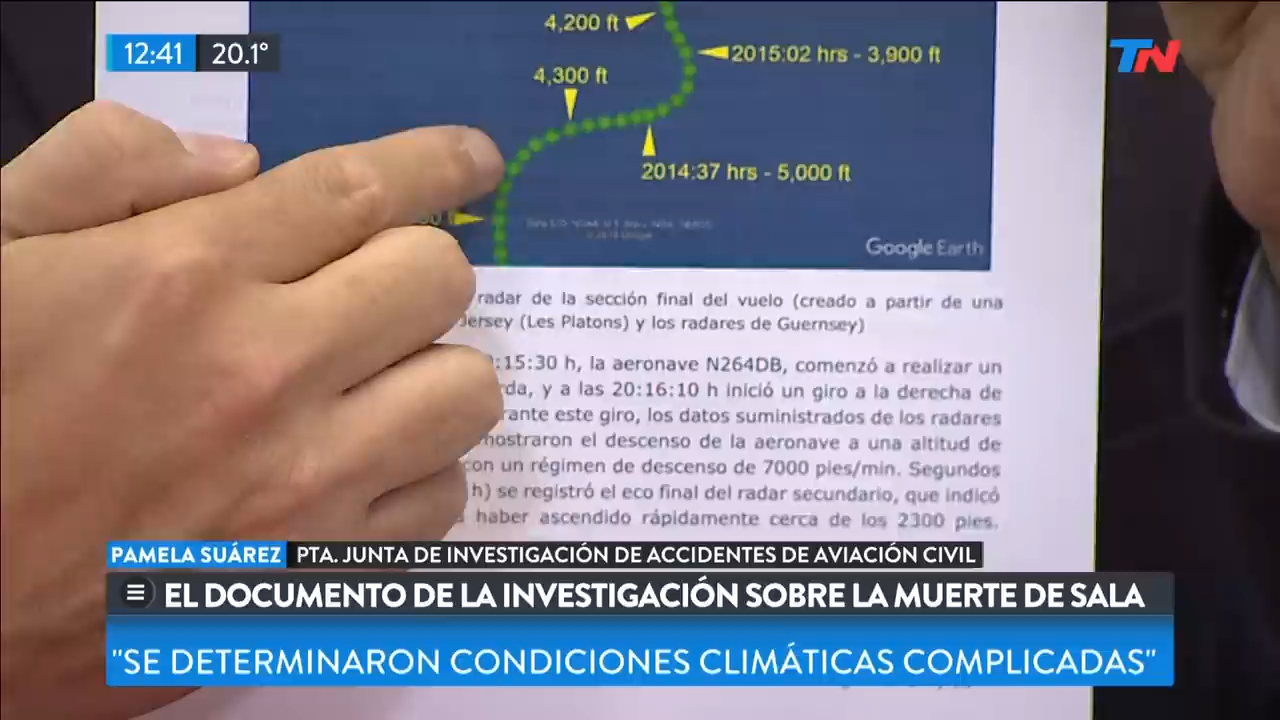 12:41 20.1°
TN
4,200 ft
2015:02 hrs - 3,900 ft
4,300 ft
2014:37 hrs - 5,000 ft
Google Earth
radar de la sección final del vuelo (creado a partir de una
Jersey (Les Platons) y los radares de Guernsey)
:15:30 h, la aeronave N264DB, comenzó a realizar un
rda, y a las 20:16:10 h inició un giro a la derecha de
rante este giro, los datos suministrados de los radares
mostraron el descenso de la aeronave a una altitud de
con un régimen de descenso de 7000 pies/min. Segundos
h) se registró el eco final del radar secundario, que indicó
haber ascendido rápidamente cerca de los 2300 pies.
PAMELA SUÁREZ PTA. JUNTA DE INVESTIGACIÓN DE ACCIDENTES DE AVIACIÓN CIVIL
EL DOCUMENTO DE LA INVESTIGACIÓN SOBRE LA MUERTE DE SALA
"SE DETERMINARON CONDICIONES CLIMÁTICAS COMPLICADAS"